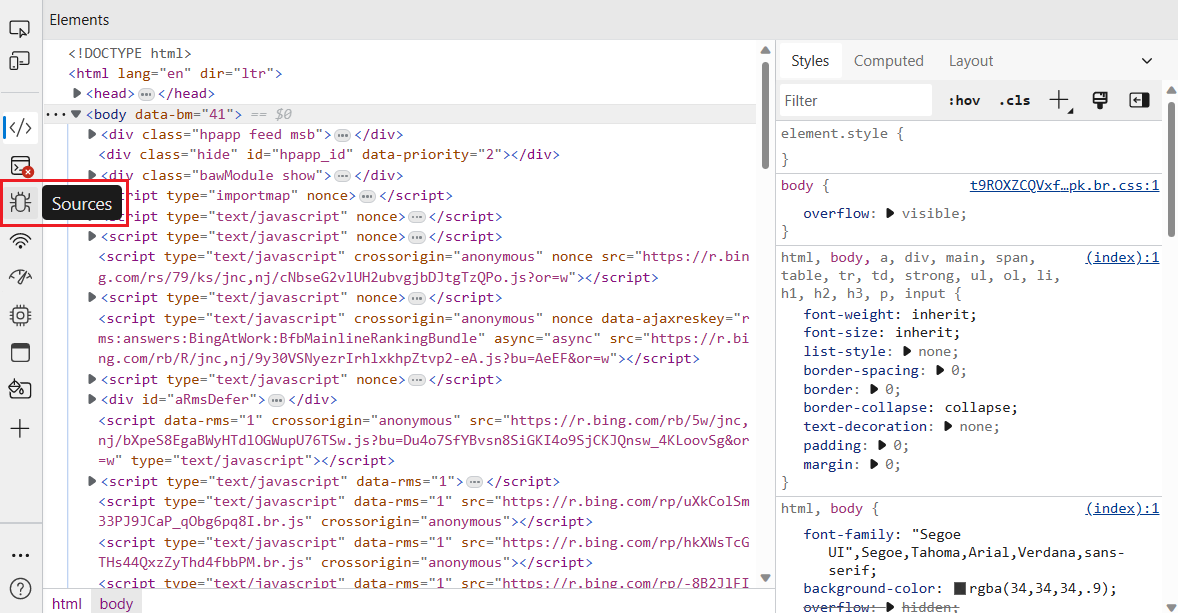 Elements
<!DOCTYPE html>
<html lang="en" dir="ltr">
<head> ⋯ </head>
⋯ <body data-bm="41"> == $0
<div class="hpapp feed msb"> ⋯ </div>
<div class="hide" id="hpapp_id" data-priority="2"></div>
<div class="bawModule show"> ⋯ </div>
ript type="importmap" nonce> ⋯ </script>
Sources
ript type="text/javascript" nonce> ⋯ </script>
<script type="text/javascript" nonce> ⋯ </script>
<script type="text/javascript" crossorigin="anonymous" nonce src="https://r.bin
g.com/rs/79/ks/jnc,nj/cNbseG2vlUH2ubvgjbDJtgTzQPo.js?or=w"></script>
<script type="text/javascript" nonce> ⋯ </script>
<script type="text/javascript" crossorigin="anonymous" nonce data-ajaxreskey="r
ms:answers:BingAtWork:BfbMainlineRankingBundle" async="async" src="https://r.bi
ng.com/rb/R/jnc,nj/9y30VSNyezrIrhlxkhpZtvp2-eA.js?bu=AeEF&or=w"></script>
<script type="text/javascript" nonce> ⋯ </script>
<div id="aRmsDefer"> ⋯ </div>
<script data-rms="1" crossorigin="anonymous" src="https://r.bing.com/rb/5w/jnc,
nj/bXpeS8EgaBWyHTdlOGWupU76TSw.js?bu=Du4o7SfYBvsn8SiGKI4o9SjCKJQnsw_4KLoovSg&or
=w" type="text/javascript"></script>
<script type="text/javascript" data-rms="1"> ⋯ </script>
<script type="text/javascript" data-rms="1" src="https://r.bing.com/rp/uXkColSm
33PJ9JCaP_qObg6pq8I.br.js" crossorigin="anonymous"></script>
<script type="text/javascript" data-rms="1" src="https://r.bing.com/rp/hkXWsTcG
THs44QxzZyThd4fbbPM.br.js" crossorigin="anonymous"></script>
<script type="text/javascript" data-rms="1" src="https://r.bing.com/rp/-8B2JlFI
html body
Styles Computed Layout
Filter :hov .cls
element.style {
}
body { t9ROXZCQVxf…pk.br.css:1
overflow: visible;
}
html, body, a, div, main, span, (index):1
table, tr, td, strong, ul, ol, li,
h1, h2, h3, p, input {
font-weight: inherit;
font-size: inherit;
list-style: none;
border-spacing: 0;
border: 0;
border-collapse: collapse;
text-decoration: none;
padding: 0;
margin: 0;
}
html, body { (index):1
font-family: "Segoe
UI",Segoe,Tahoma,Arial,Verdana,sans-
serif;
background-color: rgba(34,34,34,.9);
overflow: hidden;